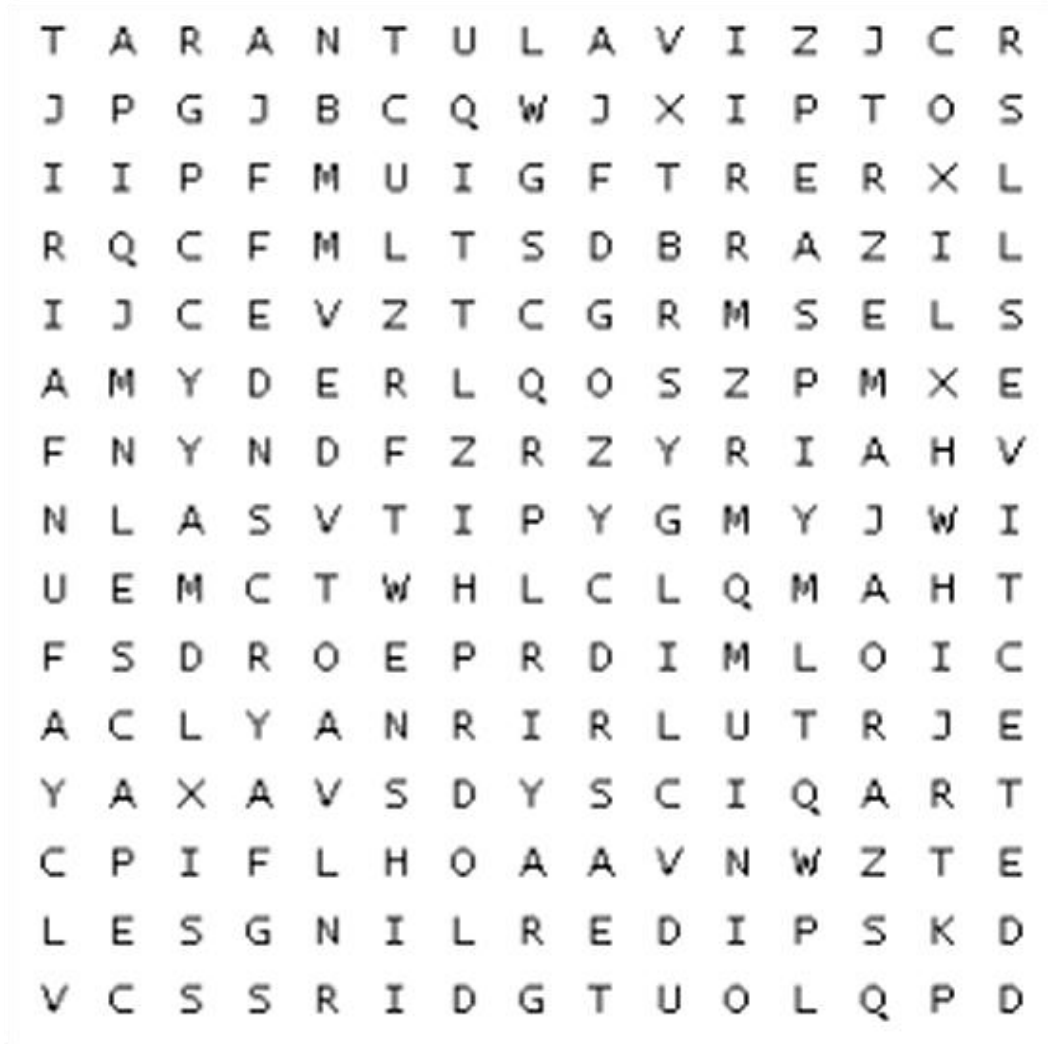 T A R A N T U L A V I Z J C R
J P G J B C Q W J X I P T O S
I I P F M U I G F T R E R X L
R Q C F M L T S D B R A Z I L
I J C E V Z T C G R M S E L S
A M Y D E R L Q O S Z P M X E
F N Y N D F Z R Z Y R I A H V
N L A S V T I P Y G M Y J W I
U E M C T W H L C L Q M A H T
F S D R O E P R D I M L O I C
A C L Y A N R I R L U T R J E
Y A X A V S D Y S C I Q A R T
C P I F L H O A A V N W Z T E
L E S G N I L R E D I P S K D
V C S S R I D G T U O L Q P D